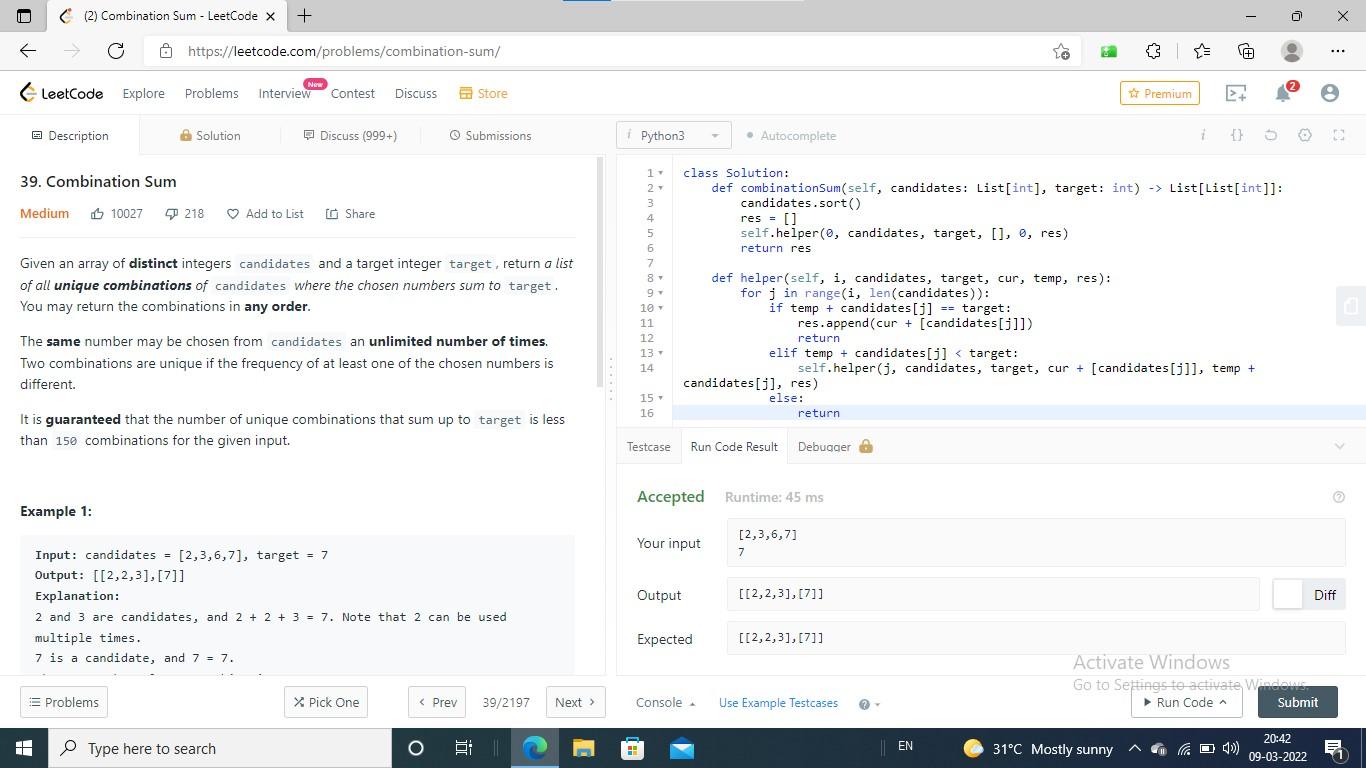 (2) Combination Sum - LeetCode
https://leetcode.com/problems/combination-sum/
LeetCode Explore Problems Interview New Contest Discuss Store Premium 2
Description Solution Discuss (999+) Submissions
i Python3 Autocomplete i {}
39. Combination Sum
Medium 10027 218 Add to List Share
Given an array of distinct integers candidates and a target integer target, return a list
of all unique combinations of candidates where the chosen numbers sum to target.
You may return the combinations in any order.
The same number may be chosen from candidates an unlimited number of times.
Two combinations are unique if the frequency of at least one of the chosen numbers is
different.
It is guaranteed that the number of unique combinations that sum up to target is less
than 150 combinations for the given input.
Example 1:
Input: candidates = [2,3,6,7], target = 7
Output: [[2,2,3],[7]]
Explanation:
2 and 3 are candidates, and 2 + 2 + 3 = 7. Note that 2 can be used
multiple times.
7 is a candidate, and 7 = 7.
1 class Solution:
2 def combinationSum(self, candidates: List[int], target: int) -> List[List[int]]:
3 candidates.sort()
4 res = []
5 self.helper(0, candidates, target, [], 0, res)
6 return res
7
8 def helper(self, i, candidates, target, cur, temp, res):
9 for j in range(i, len(candidates)):
10 if temp + candidates[j] == target:
11 res.append(cur + [candidates[j]])
12 return
13 elif temp + candidates[j] < target:
14 self.helper(j, candidates, target, cur + [candidates[j]], temp +
candidates[j], res)
15 else:
16 return
Testcase Run Code Result Debugger
Accepted Runtime: 45 ms
Your input
[2,3,6,7]
7
Output [[2,2,3],[7]] Diff
Expected [[2,2,3],[7]]
Activate Windows
Go to Settings to activate Windows.
Problems Pick One Prev 39/2197 Next Console Use Example Testcases Run Code Submit
Type here to search
EN 31°C Mostly sunny 20:42
09-03-2022 1